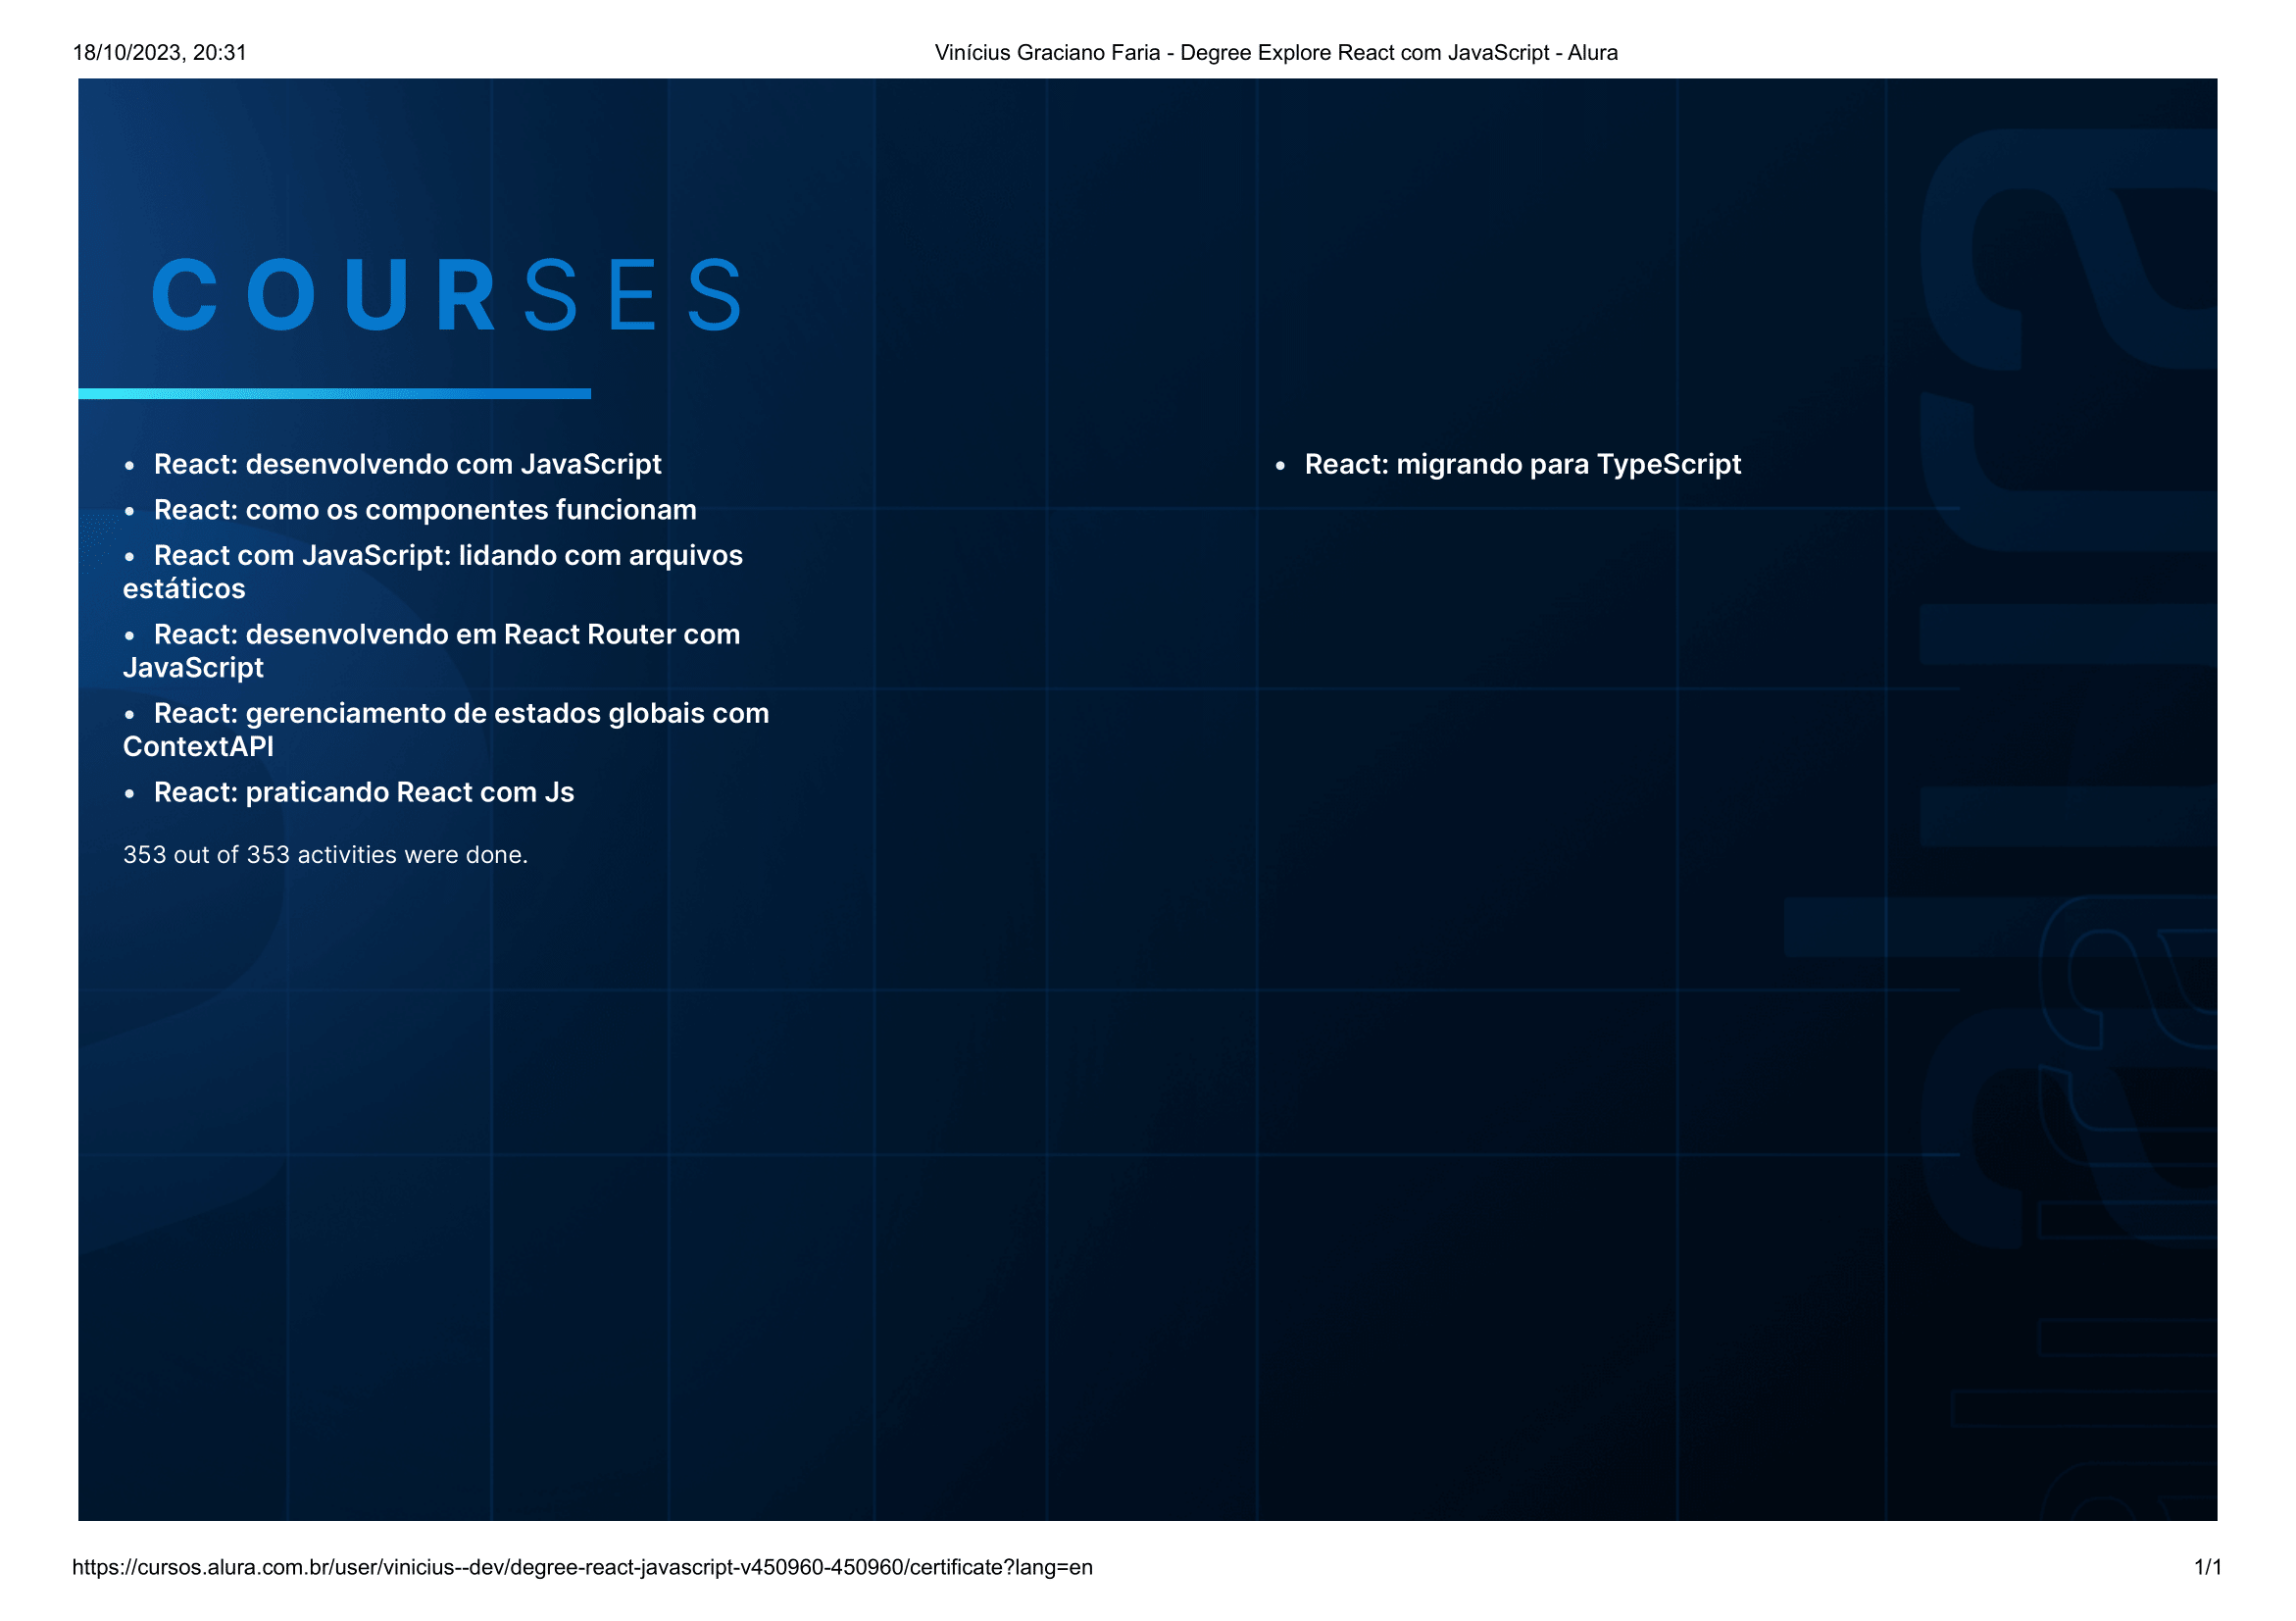 18/10/2023, 20:31
Vinícius Graciano Faria - Degree Explore React com JavaScript - Alura
COURSES
• React: desenvolvendo com JavaScript
• React: como os componentes funcionam
• React com JavaScript: lidando com arquivos
estáticos
• React: desenvolvendo em React Router com
JavaScript
• React: gerenciamento de estados globais com
ContextAPI
• React: praticando React com Js
353 out of 353 activities were done.
• React: migrando para TypeScript
alura
alura
https://cursos.alura.com.br/user/vinicius--dev/degree-react-javascript-v450960-450960/certificate?lang=en
1/1